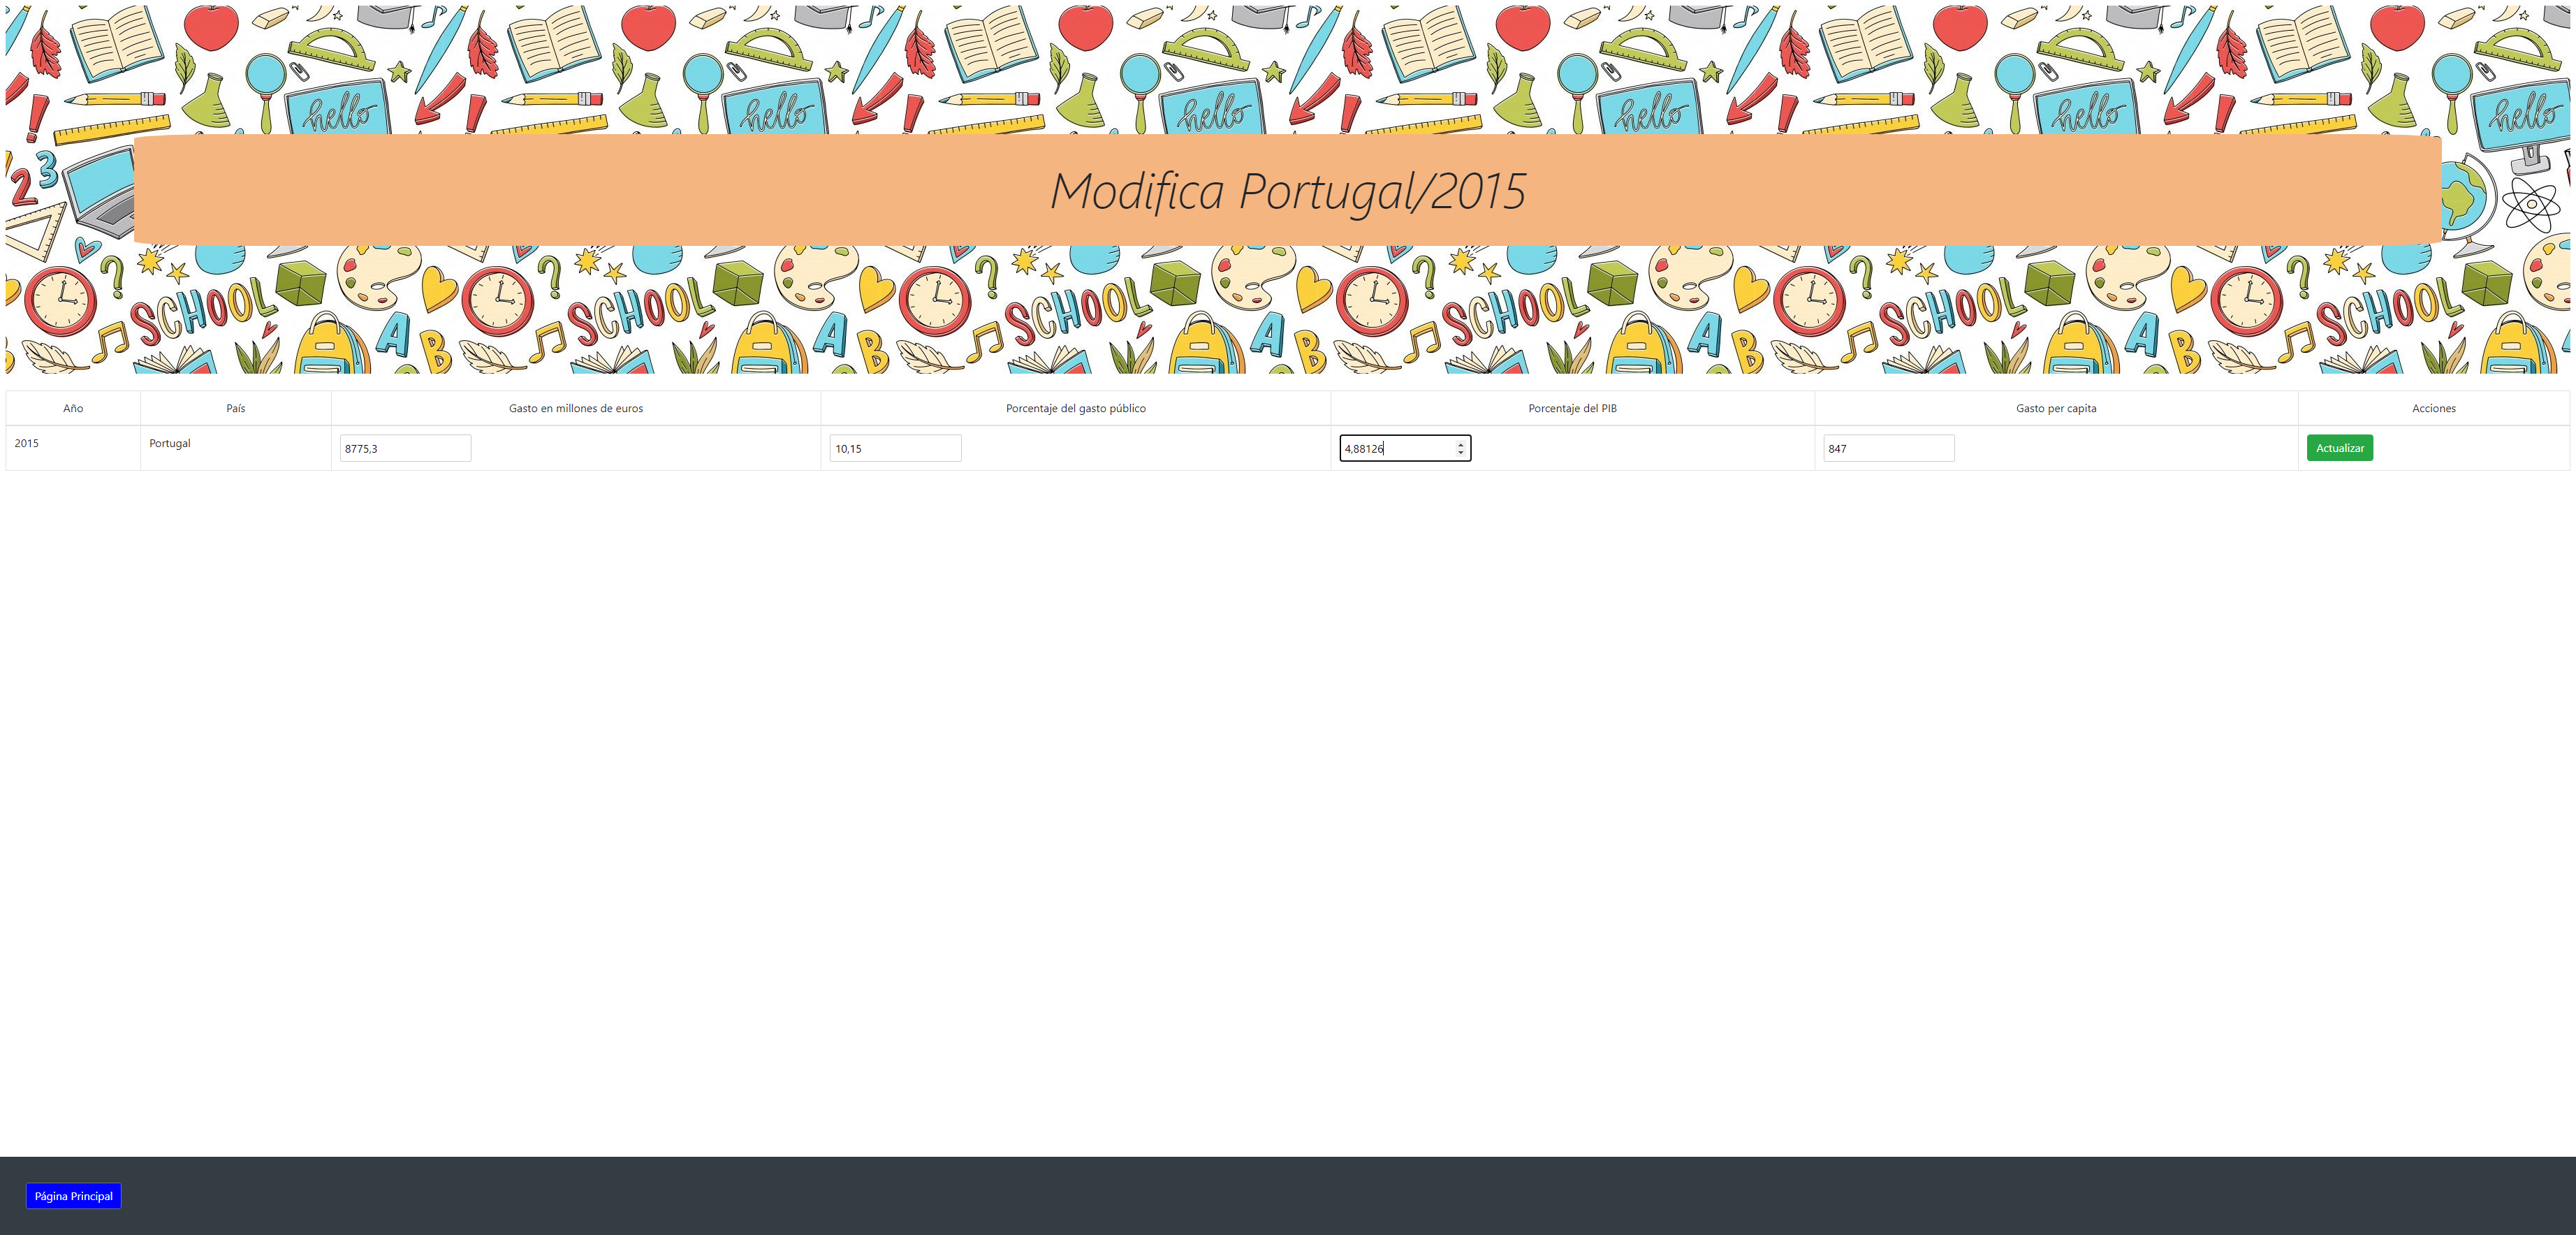 hello hello hello hello hello hello
2 3
Modifica Portugal/2015
SCHOOL SCHOOL SCHOOL SCHOOL SCHOOL SCHOOL
A B A B A B A B A B
Año País Gasto en millones de euros Porcentaje del gasto público Porcentaje del PIB Gasto per capita Acciones
2015 Portugal 8775,3 10,15 4,88126 847 Actualizar
Página Principal